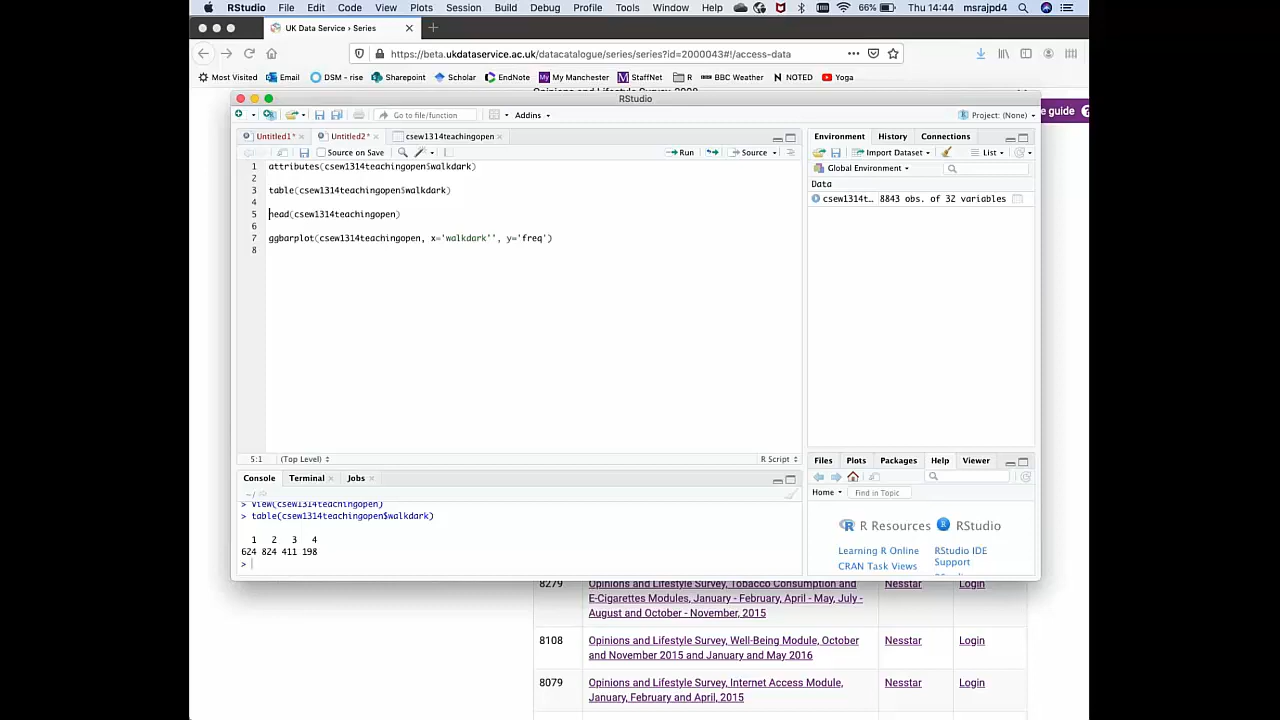 RStudio File Edit Code View Plots Session Build Debug Profile Tools Window Help 66% Thu 14:44 msrajpd4
UK Data Service › Series
https://beta.ukdataservice.ac.uk/datacatalogue/series/series?id=2000043#!/access-data
Most Visited Email DSM - rise Sharepoint Scholar EndNote My Manchester StaffNet R BBC Weather NOTED Yoga
RStudio
guide
Go to file/function Addins Project: (None)
Untitled1* Untitled2* csew1314teachingopen
Environment History Connections
Source on Save Run Source
Import Dataset List
Global Environment
Data
csew1314t… 8843 obs. of 32 variables
1 attributes(csew1314teachingopen$walkdark)
2
3 table(csew1314teachingopen$walkdark)
4
5 head(csew1314teachingopen)
6
7 ggbarplot(csew1314teachingopen, x='walkdark'', y='freq')
8
5:1 (Top Level) R Script
Files Plots Packages Help Viewer
Home Find in Topic
R Resources RStudio
Learning R Online RStudio IDE
CRAN Task Views Support
Console Terminal Jobs
~/
> View(csew1314teachingopen)
> table(csew1314teachingopen$walkdark)
1 2 3 4
624 824 411 198
>
8279 Opinions and Lifestyle Survey, Tobacco Consumption and Nesstar Login
E-Cigarettes Modules, January - February, April - May, July -
August and October - November, 2015
8108 Opinions and Lifestyle Survey, Well-Being Module, October Nesstar Login
and November 2015 and January and May 2016
8079 Opinions and Lifestyle Survey, Internet Access Module, Nesstar Login
January, February and April, 2015